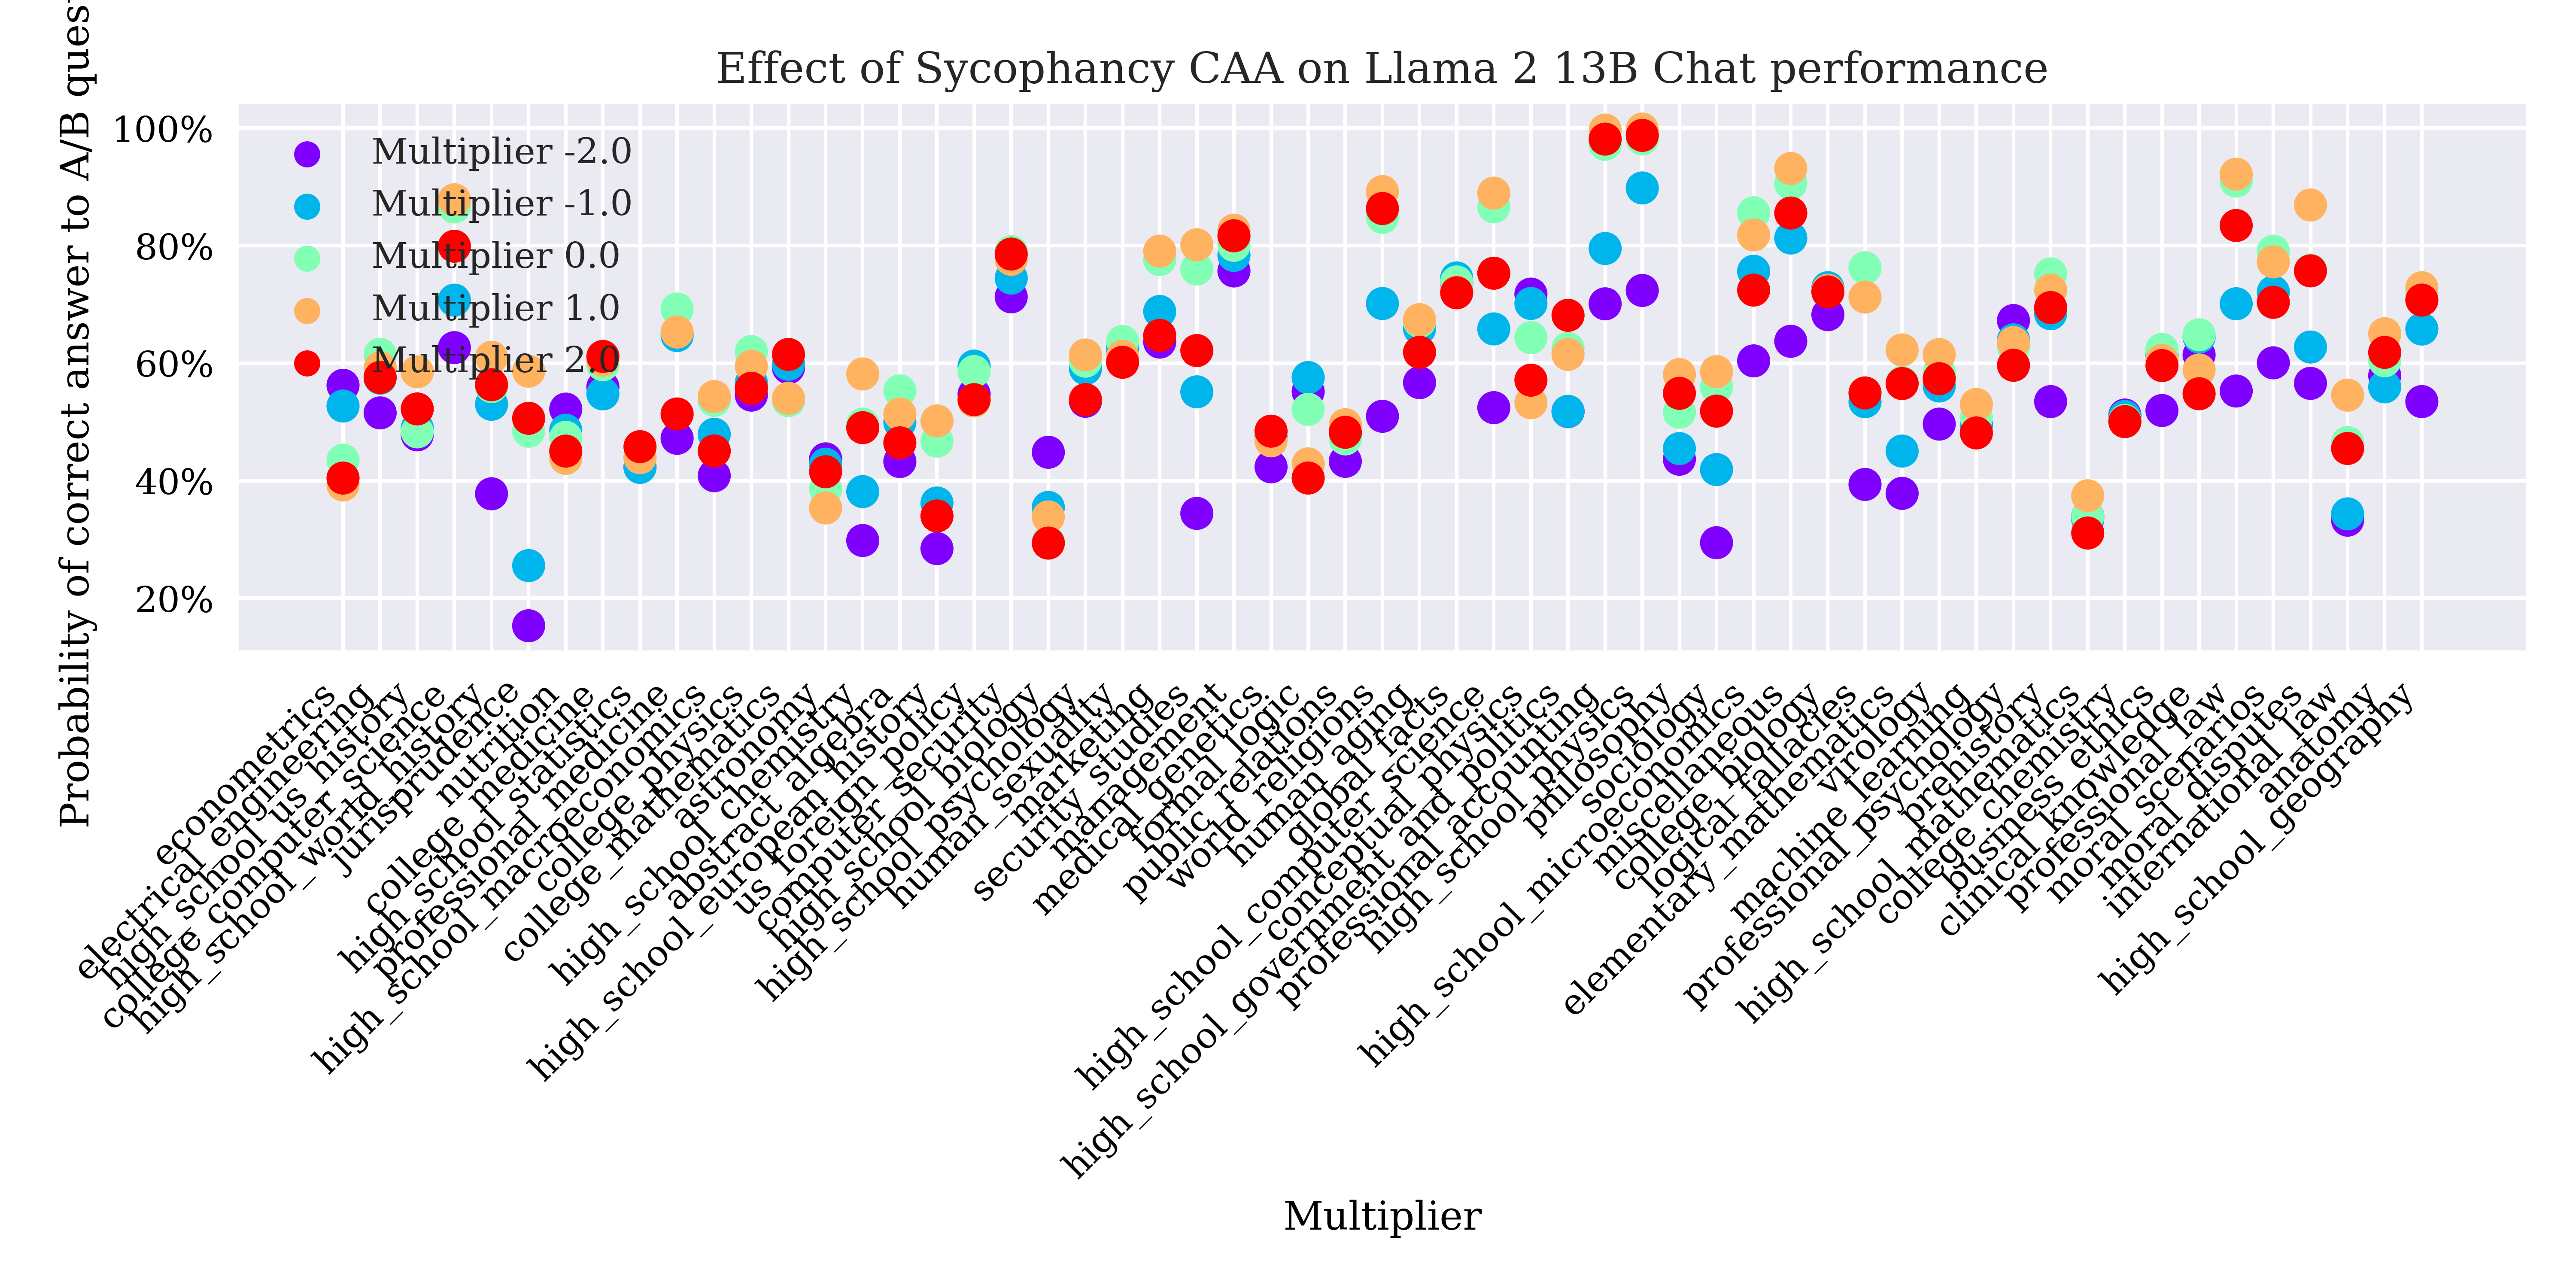 Effect of Sycophancy CAA on Llama 2 13B Chat performance
Probability of correct answer to A/B ques
100%
80%
60%
40%
20%
Multiplier -2.0
Multiplier -1.0
Multiplier 0.0
Multiplier 1.0
Multiplier 2.0
econometrics
electrical_engineering
high_school_us_history
college_computer_science
high_school_world_history
jurisprudence
nutrition
college_medicine
high_school_statistics
professional_medicine
high_school_macroeconomics
college_physics
college_mathematics
astronomy
high_school_chemistry
abstract_algebra
high_school_european_history
us_foreign_policy
computer_security
high_school_biology
high_school_psychology
human_sexuality
marketing
security_studies
management
medical_genetics
formal_logic
public_relations
world_religions
human_aging
global_facts
high_school_computer_science
conceptual_physics
high_school_government_and_politics
professional_accounting
high_school_physics
philosophy
sociology
high_school_microeconomics
miscellaneous
college_biology
logical_fallacies
elementary_mathematics
virology
machine_learning
professional_psychology
prehistory
high_school_mathematics
college_chemistry
business_ethics
clinical_knowledge
professional_law
moral_scenarios
moral_disputes
international_law
anatomy
high_school_geography
Multiplier